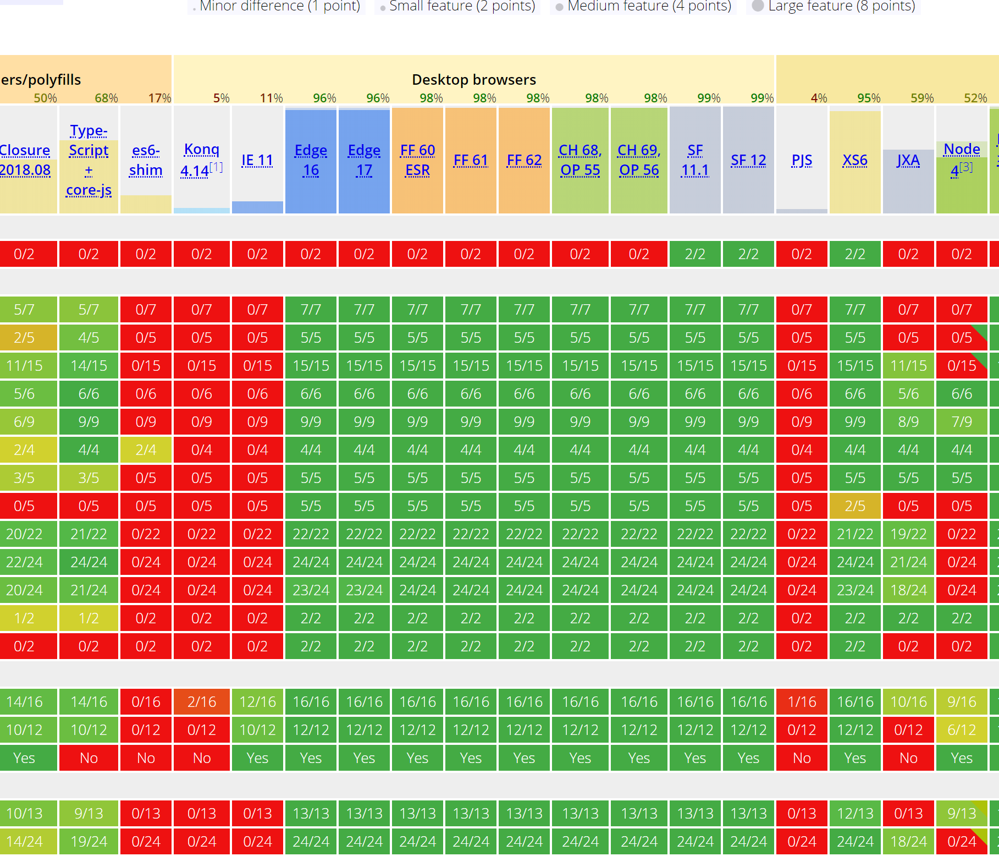 Minor difference (1 point) Small feature (2 points) Medium feature (4 points) Large feature (8 points)
ers/polyfills Desktop browsers
50% 68% 17% 5% 11% 96% 96% 98% 98% 98% 98% 98% 99% 99% 4% 95% 59% 52%
Closure 2018.08 Type-Script + core-js es6-shim Konq 4.14[1] IE 11 Edge 16 Edge 17 FF 60 ESR FF 61 FF 62 CH 68, OP 55 CH 69, OP 56 SF 11.1 SF 12 PJS XS6 JXA Node 4[3]
0/2 0/2 0/2 0/2 0/2 0/2 0/2 0/2 0/2 0/2 0/2 0/2 2/2 2/2 0/2 2/2 0/2 0/2
5/7 5/7 0/7 0/7 0/7 7/7 7/7 7/7 7/7 7/7 7/7 7/7 7/7 7/7 0/7 7/7 0/7 0/7
2/5 4/5 0/5 0/5 0/5 5/5 5/5 5/5 5/5 5/5 5/5 5/5 5/5 5/5 0/5 5/5 0/5 0/5
11/15 14/15 0/15 0/15 0/15 15/15 15/15 15/15 15/15 15/15 15/15 15/15 15/15 15/15 0/15 15/15 11/15 0/15
5/6 6/6 0/6 0/6 0/6 6/6 6/6 6/6 6/6 6/6 6/6 6/6 6/6 6/6 0/6 6/6 5/6 6/6
6/9 9/9 0/9 0/9 0/9 9/9 9/9 9/9 9/9 9/9 9/9 9/9 9/9 9/9 0/9 9/9 8/9 7/9
2/4 4/4 2/4 0/4 0/4 4/4 4/4 4/4 4/4 4/4 4/4 4/4 4/4 4/4 0/4 4/4 4/4 4/4
3/5 3/5 0/5 0/5 0/5 5/5 5/5 5/5 5/5 5/5 5/5 5/5 5/5 5/5 0/5 5/5 5/5 5/5
0/5 0/5 0/5 0/5 0/5 5/5 5/5 5/5 5/5 5/5 5/5 5/5 5/5 5/5 0/5 2/5 0/5 0/5
20/22 21/22 0/22 0/22 0/22 22/22 22/22 22/22 22/22 22/22 22/22 22/22 22/22 22/22 0/22 21/22 19/22 0/22
22/24 24/24 0/24 0/24 0/24 24/24 24/24 24/24 24/24 24/24 24/24 24/24 24/24 24/24 0/24 24/24 21/24 0/24
20/24 21/24 0/24 0/24 0/24 23/24 23/24 24/24 24/24 24/24 24/24 24/24 24/24 24/24 0/24 23/24 18/24 0/24
1/2 1/2 0/2 0/2 0/2 2/2 2/2 2/2 2/2 2/2 2/2 2/2 2/2 2/2 0/2 2/2 2/2 2/2
0/2 0/2 0/2 0/2 0/2 2/2 2/2 2/2 2/2 2/2 2/2 2/2 2/2 2/2 0/2 2/2 0/2 0/2
14/16 14/16 0/16 2/16 12/16 16/16 16/16 16/16 16/16 16/16 16/16 16/16 16/16 16/16 1/16 16/16 10/16 9/16
10/12 10/12 0/12 0/12 10/12 12/12 12/12 12/12 12/12 12/12 12/12 12/12 12/12 12/12 0/12 12/12 0/12 6/12
Yes No No No Yes Yes Yes Yes Yes Yes Yes Yes Yes Yes No Yes No Yes
10/13 9/13 0/13 0/13 0/13 13/13 13/13 13/13 13/13 13/13 13/13 13/13 13/13 13/13 0/13 12/13 0/13 9/13
14/24 19/24 0/24 0/24 0/24 24/24 24/24 24/24 24/24 24/24 24/24 24/24 24/24 24/24 0/24 24/24 18/24 0/24